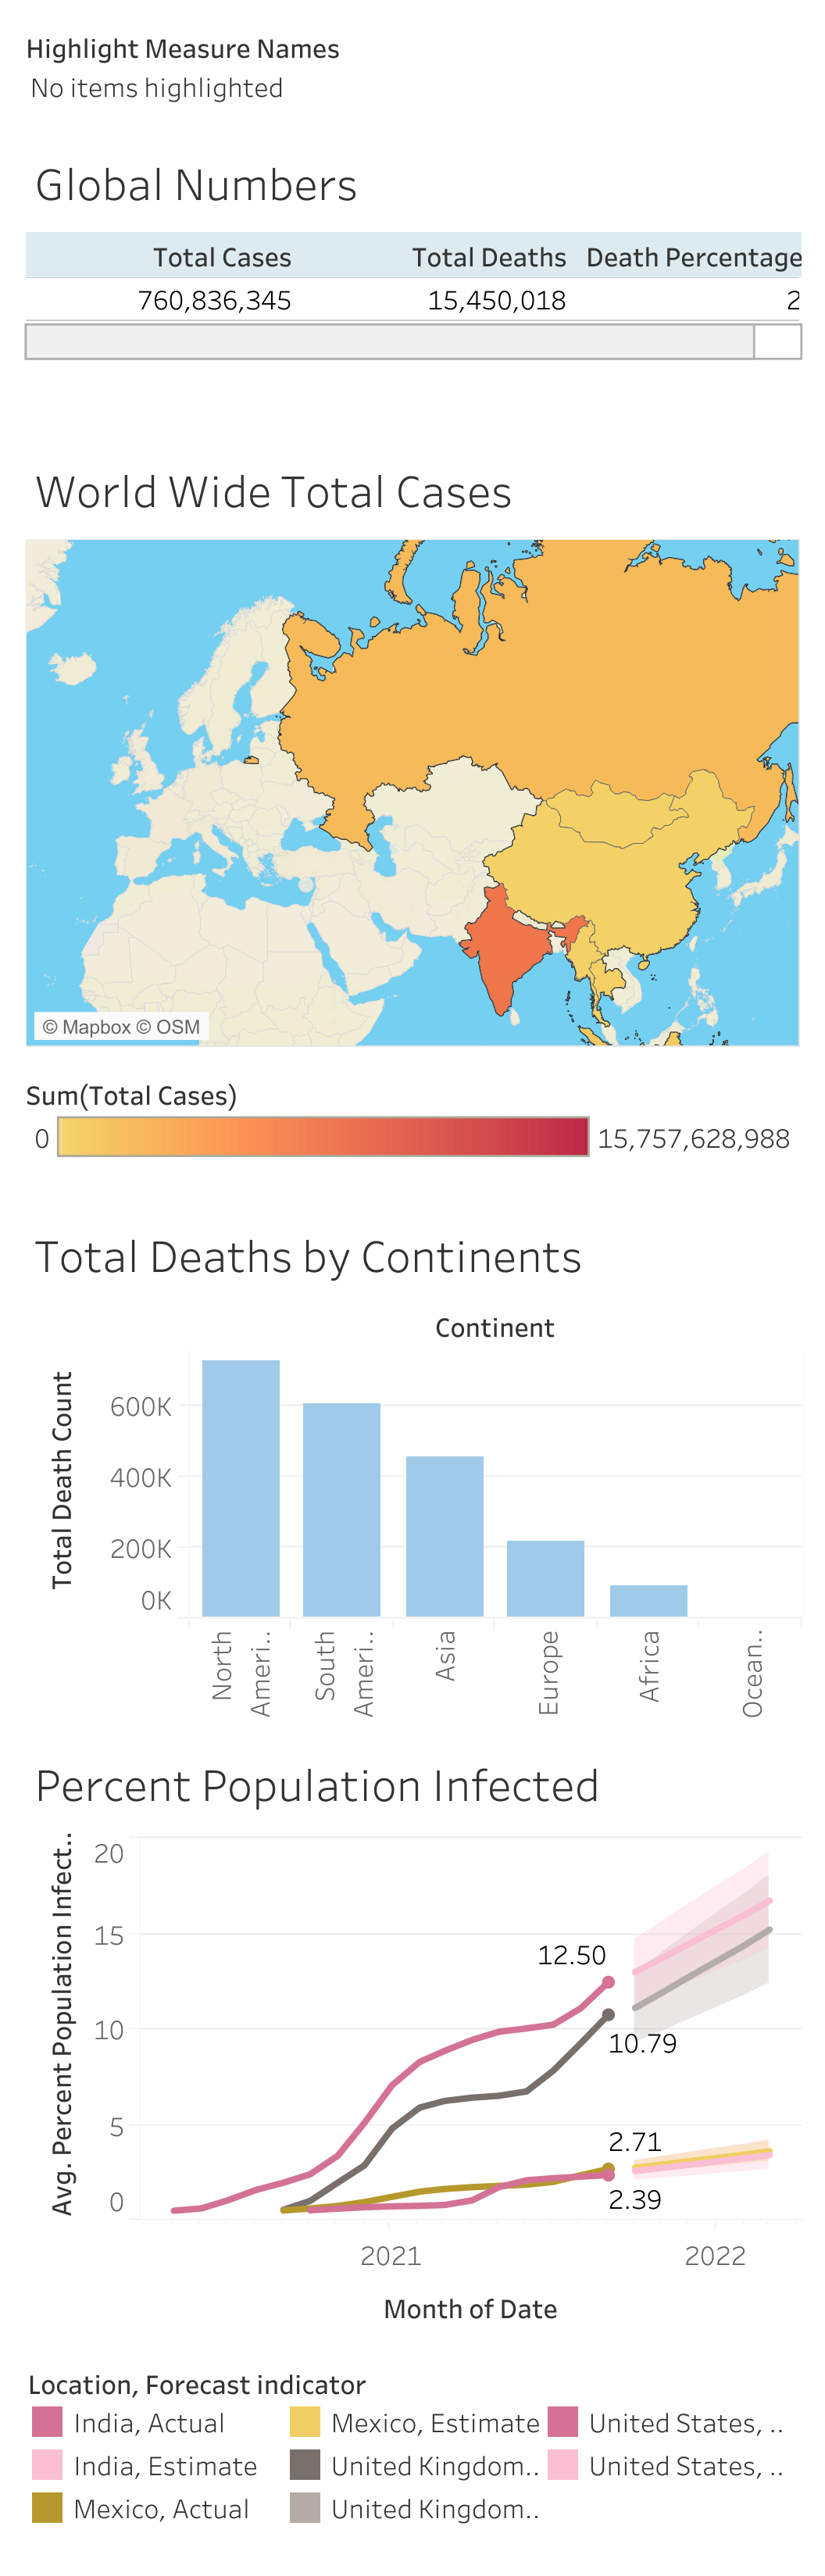 Highlight Measure Names
No items highlighted
Global Numbers
Total Cases Total Deaths Death Percentage
760,836,345 15,450,018 2
World Wide Total Cases
© Mapbox © OSM
Sum(Total Cases)
0 15,757,628,988
Total Deaths by Continents
Continent
Total Death Count
600K
400K
200K
0K
North Ameri..
South Ameri..
Asia
Europe
Africa
Ocean..
Percent Population Infected
Avg. Percent Population Infect..
20
15
10
5
0
12.50
10.79
2.71
2.39
2021 2022
Month of Date
Location, Forecast indicator
India, Actual Mexico, Estimate United States, ..
India, Estimate United Kingdom.. United States, ..
Mexico, Actual United Kingdom..